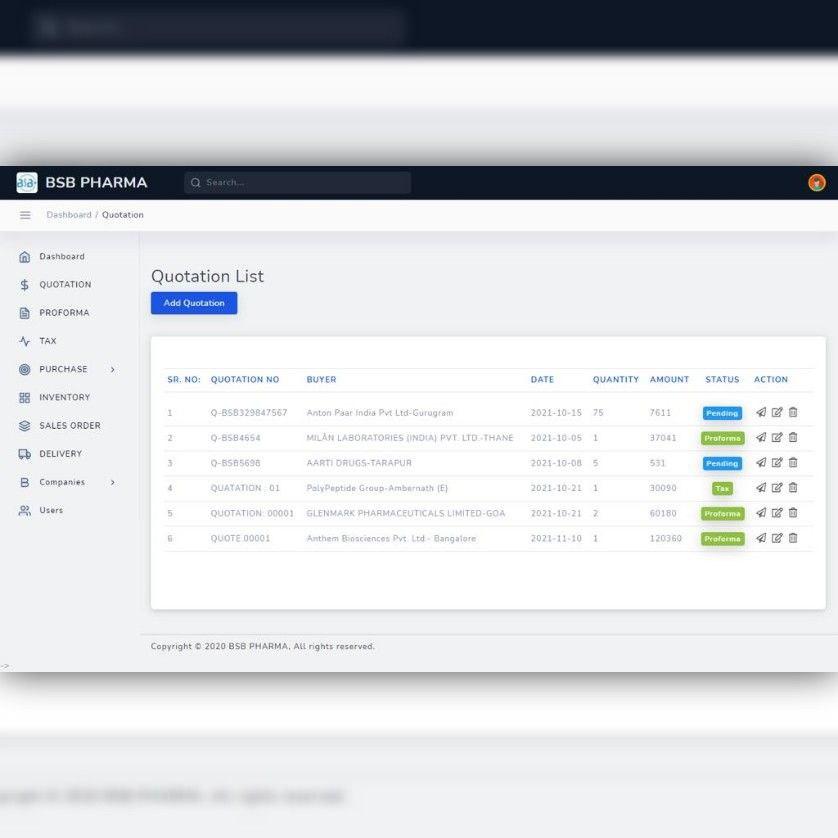 BSB PHARMA
Search...
Dashboard / Quotation
Dashboard
QUOTATION
PROFORMA
TAX
PURCHASE
INVENTORY
SALES ORDER
DELIVERY
Companies
Users
Quotation List
Add Quotation
SR. NO: QUOTATION NO BUYER DATE QUANTITY AMOUNT STATUS ACTION
1 Q-BSB329847567 Anton Paar India Pvt Ltd-Gurugram 2021-10-15 75 7611 Pending
2 Q-BSB4654 MILAN LABORATORIES (INDIA) PVT. LTD.-THANE 2021-10-05 1 37041 Proforma
3 Q-BSB5698 AARTI DRUGS-TARAPUR 2021-10-08 5 531 Pending
4 QUATATION : 01 PolyPeptide Group-Ambernath (E) 2021-10-21 1 30090 Tax
5 QUOTATION: 00001 GLENMARK PHARMACEUTICALS LIMITED-GOA 2021-10-21 2 60180 Proforma
6 QUOTE 00001 Anthem Biosciences Pvt. Ltd - Bangalore 2021-11-10 1 120360 Proforma
Copyright © 2020 BSB PHARMA, All rights reserved.
-->